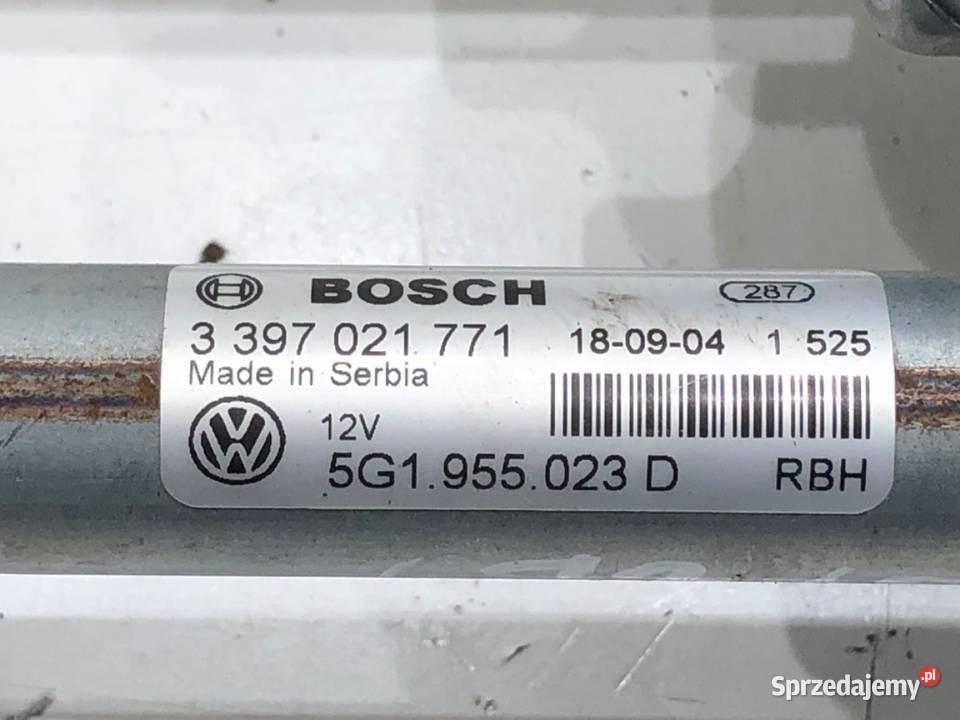 BOSCH 287
3 397 021 771 18-09-04 1 525
Made in Serbia
12V
5G1.955.023 D RBH
Sprzedajemy.pl